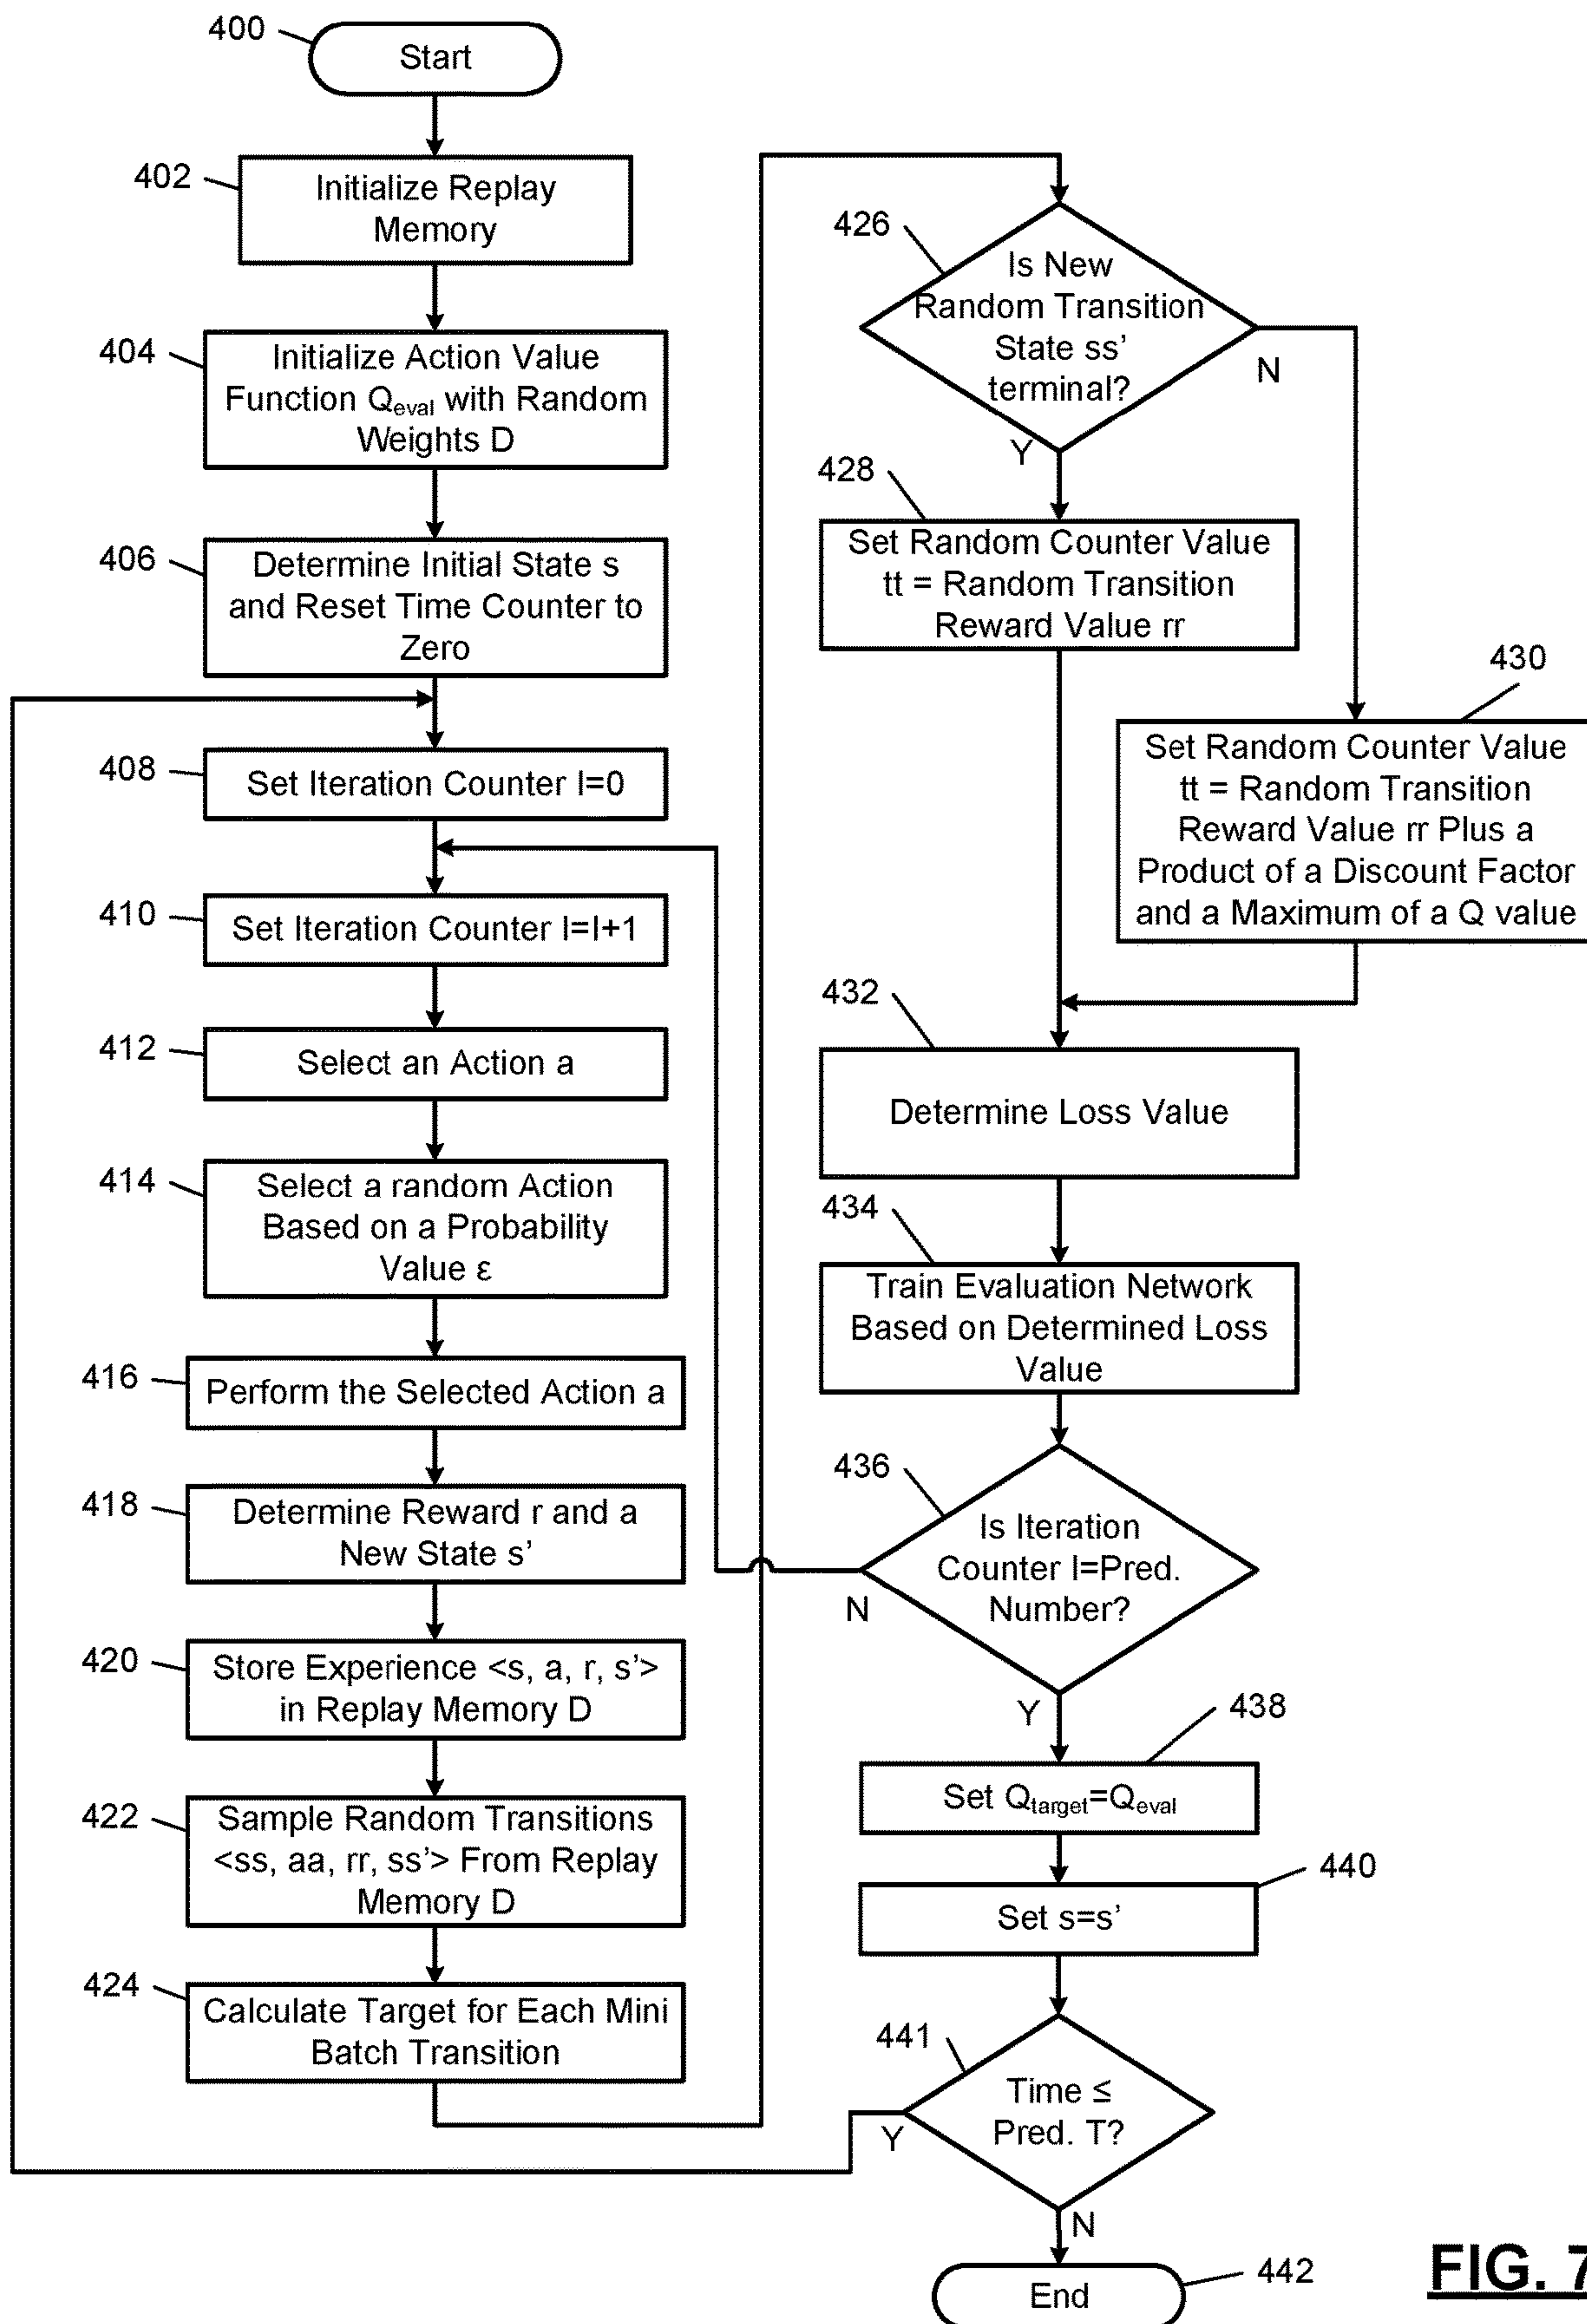 400
Start
402
Initialize Replay
Memory
404
Initialize Action Value
Function Qeval with Random
Weights D
406
Determine Initial State s
and Reset Time Counter to
Zero
408
Set Iteration Counter I=0
410
Set Iteration Counter I=I+1
412
Select an Action a
414
Select a random Action
Based on a Probability
Value ε
416
Perform the Selected Action a
418
Determine Reward r and a
New State s’
420
Store Experience <s, a, r, s’>
in Replay Memory D
422
Sample Random Transitions
<ss, aa, rr, ss’> From Replay
Memory D
424
Calculate Target for Each Mini
Batch Transition
426
Is New
Random Transition
State ss’
terminal?
N
Y
428
Set Random Counter Value
tt = Random Transition
Reward Value rr
430
Set Random Counter Value
tt = Random Transition
Reward Value rr Plus a
Product of a Discount Factor
and a Maximum of a Q value
432
Determine Loss Value
434
Train Evaluation Network
Based on Determined Loss
Value
436
Is Iteration
Counter I=Pred.
Number?
N
Y
438
Set Qtarget=Qeval
440
Set s=s’
441
Time ≤
Pred. T?
Y
N
End
442
FIG. 7